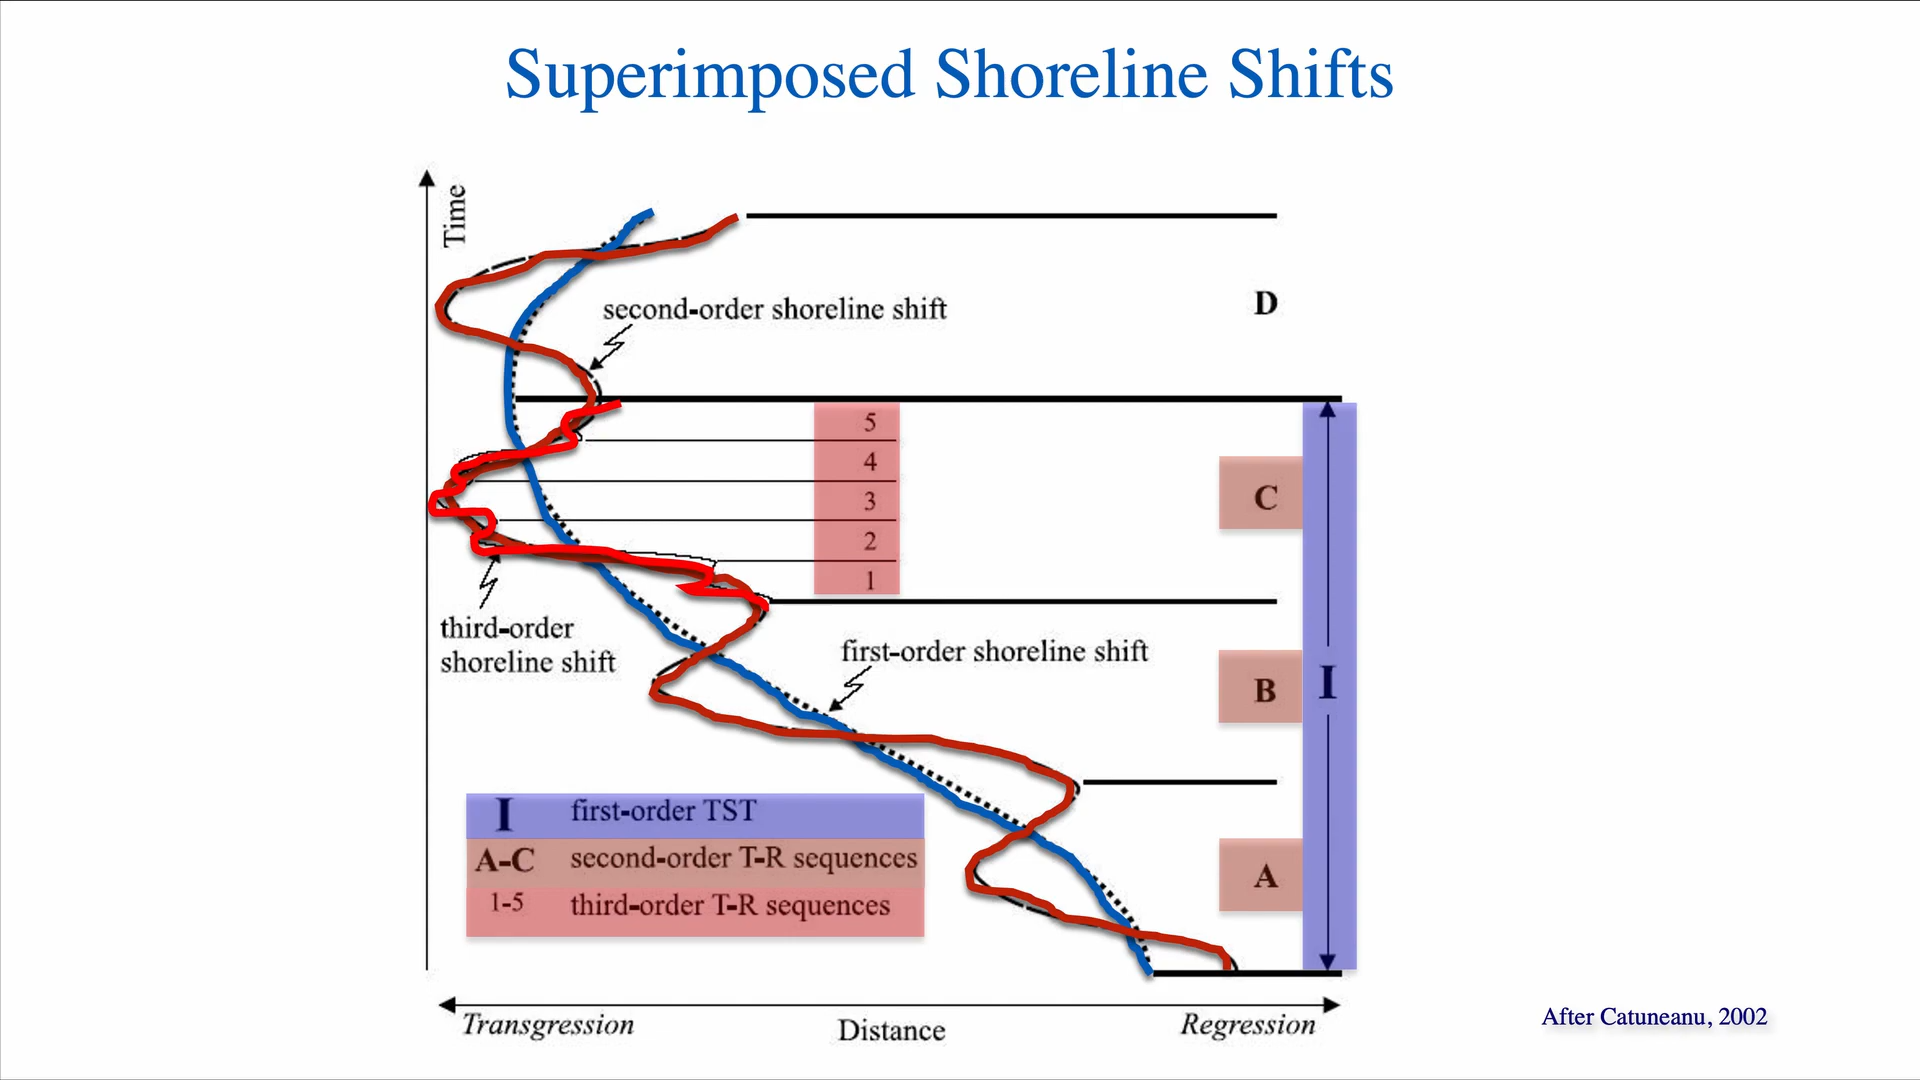 Superimposed Shoreline Shifts
Time
second-order shoreline shift
D
5
4
3
2
1
C
third-order
shoreline shift
first-order shoreline shift
B
I
A
I first-order TST
A-C second-order T-R sequences
1-5 third-order T-R sequences
Transgression
Distance
Regression
After Catuneanu, 2002